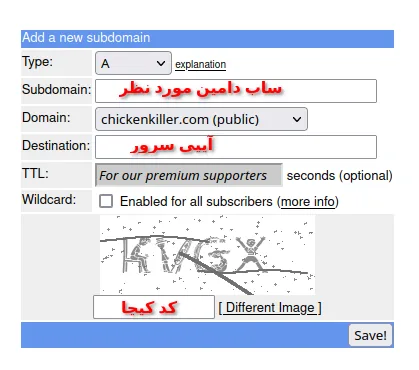 Add a new subdomain
Type: A explanation
Subdomain: ساب دامین مورد نظر
Domain: chickenkiller.com (public)
Destination: آیپی سرور
TTL: For our premium supporters seconds (optional)
Wildcard: Enabled for all subscribers (more info)
کد کپچا [ Different Image ]
Save!